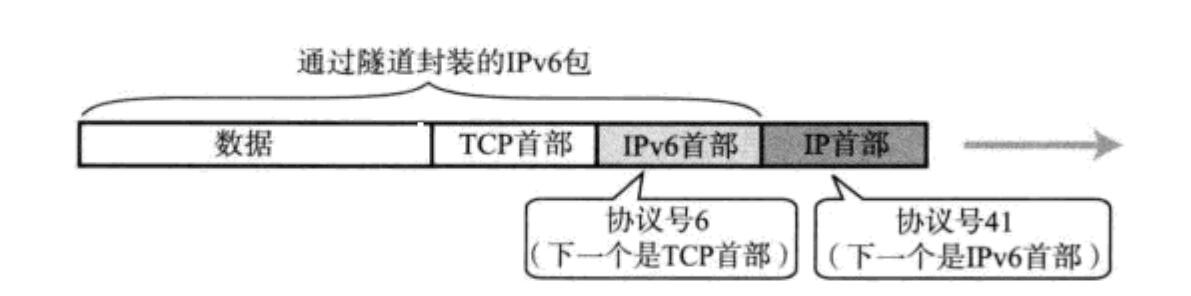 通过隧道封装的IPv6包
数据
TCP首部
IPv6首部
IP首部
协议号6
（下一个是TCP首部）
协议号41
（下一个是IPv6首部）